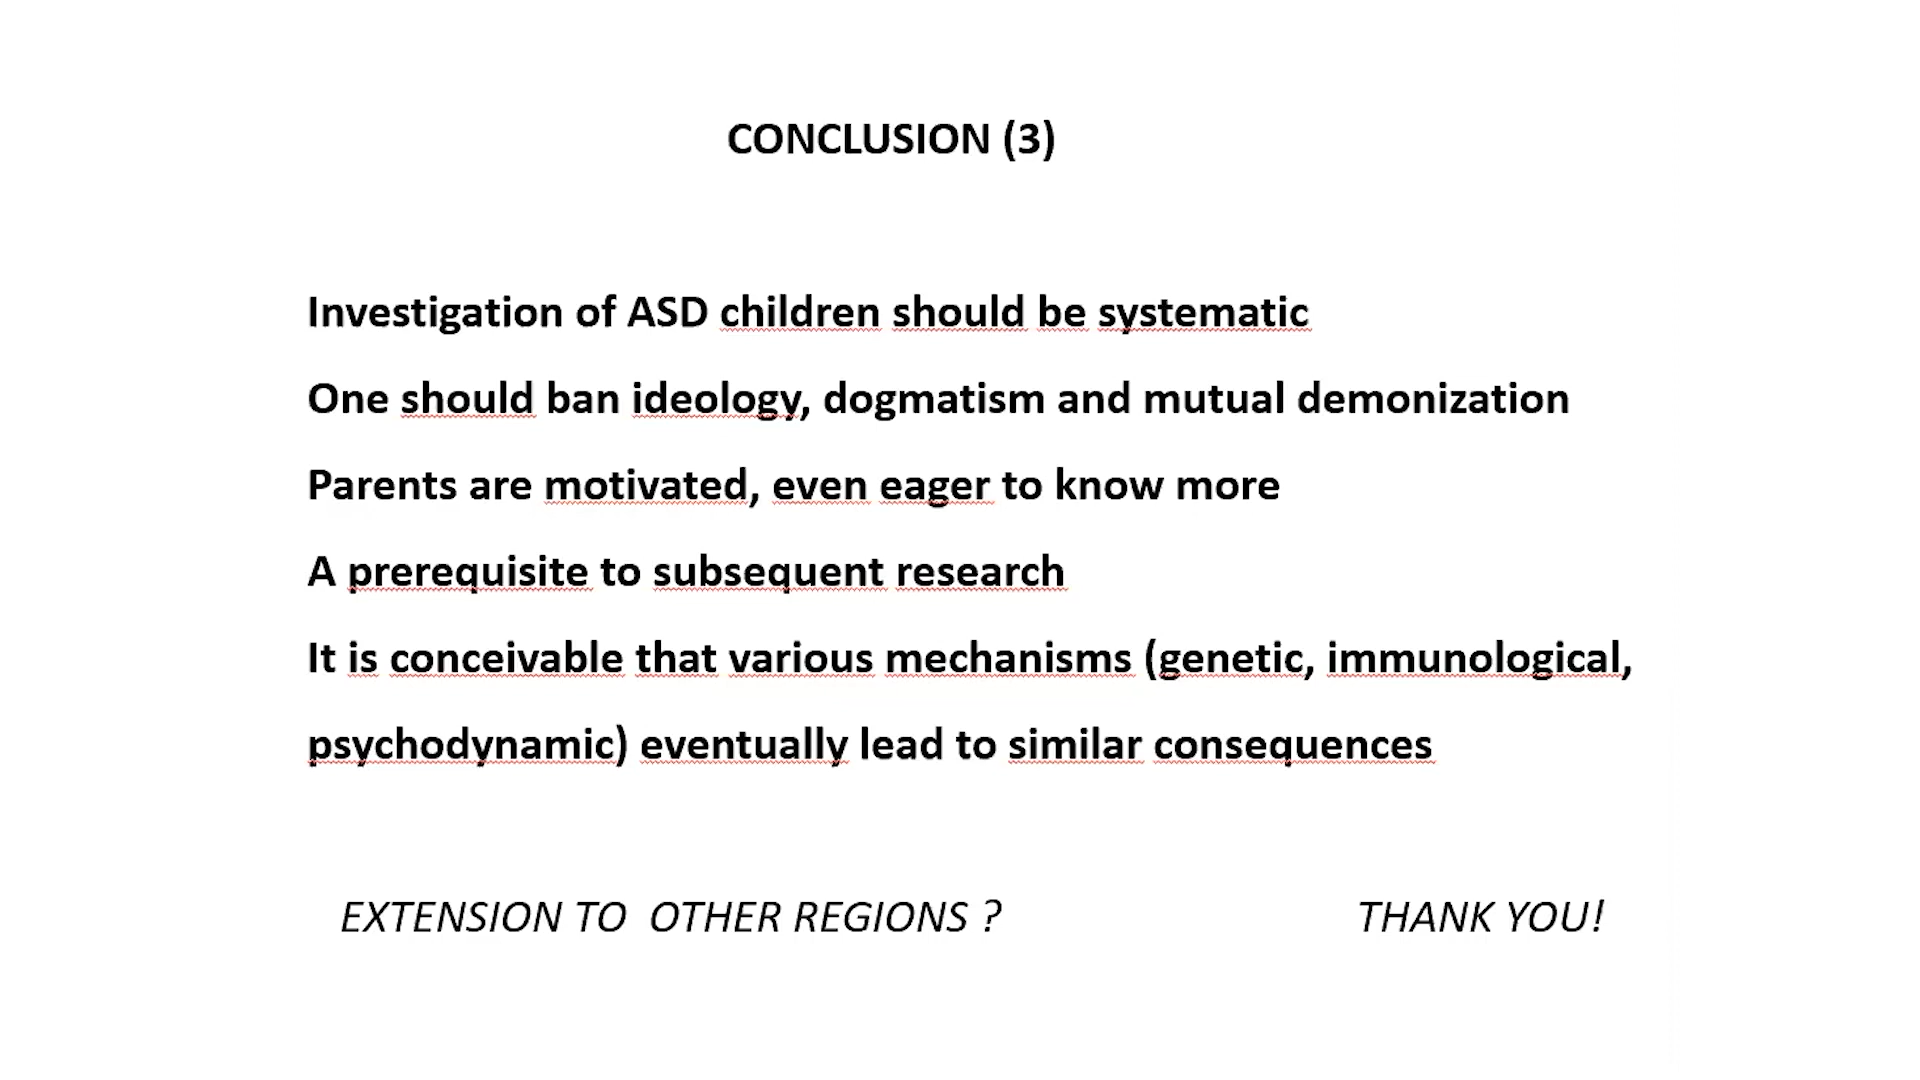 CONCLUSION (3)
Investigation of ASD children should be systematic
One should ban ideology, dogmatism and mutual demonization
Parents are motivated, even eager to know more
A prerequisite to subsequent research
It is conceivable that various mechanisms (genetic, immunological,
psychodynamic) eventually lead to similar consequences
EXTENSION TO  OTHER REGIONS ?
THANK YOU!